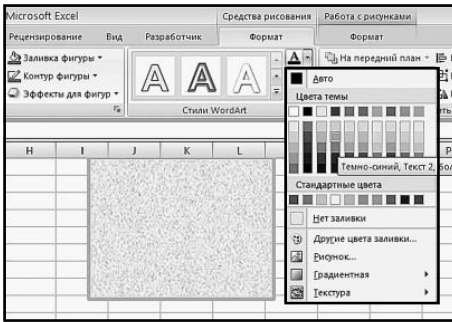 Microsoft Excel
Средства рисования
Работа с рисунками
Рецензирование Вид Разработчик Формат Формат
Заливка фигуры
Контур фигуры
Эффекты для фигур
A A A
Стили WordArt
A
На передний план
Авто
Цвета темы
H I J K L P
Темно-синий, Текст 2, бол
Стандартные цвета
Нет заливки
Другие цвета заливки...
Рисунок...
Градиентная
Текстура